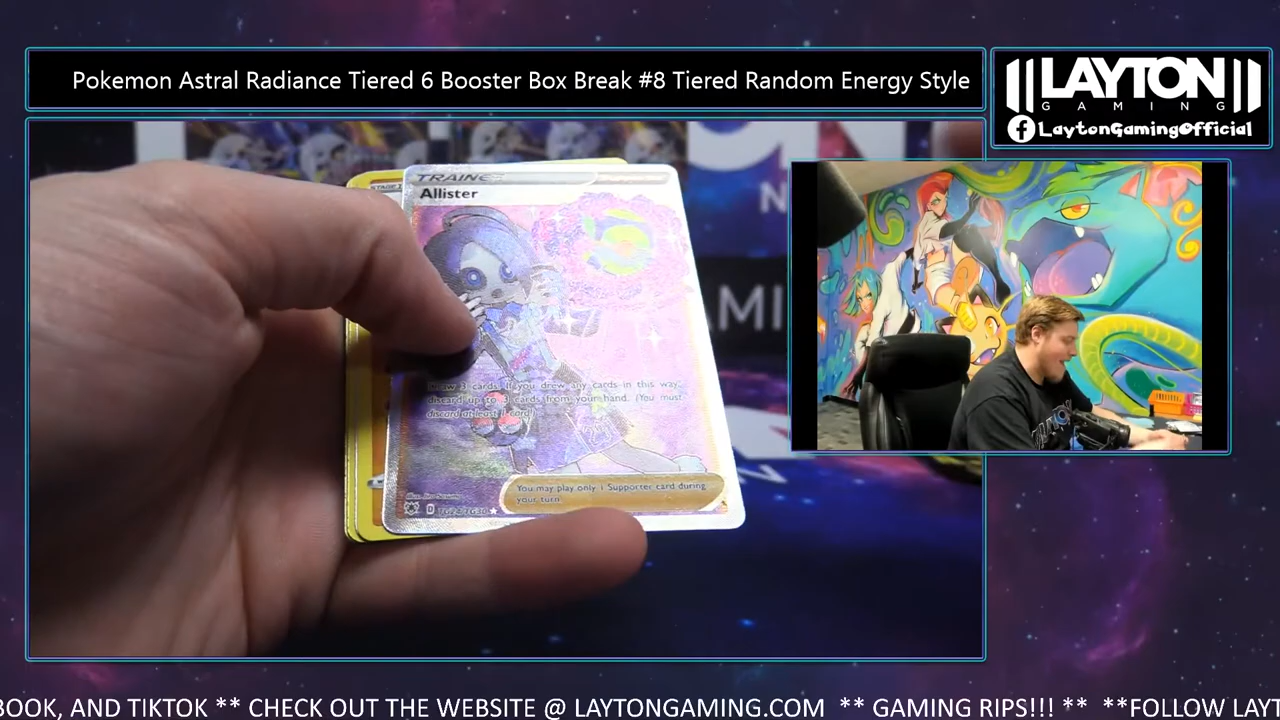 Pokemon Astral Radiance Tiered 6 Booster Box Break #8 Tiered Random Energy Style
LAYTON
GAMING
LaytonGamingOfficial
TRAINE
Allister
Draw 3 cards. If you drew any cards in this way,
discard up to 3 cards from your hand. (You must
discard at least 1 card.)
You may play only 1 Supporter card during
your turn.
TG24/TG30
BOOK, AND TIKTOK ** CHECK OUT THE WEBSITE @ LAYTONGAMING.COM ** GAMING RIPS!!! ** **FOLLOW LAYT